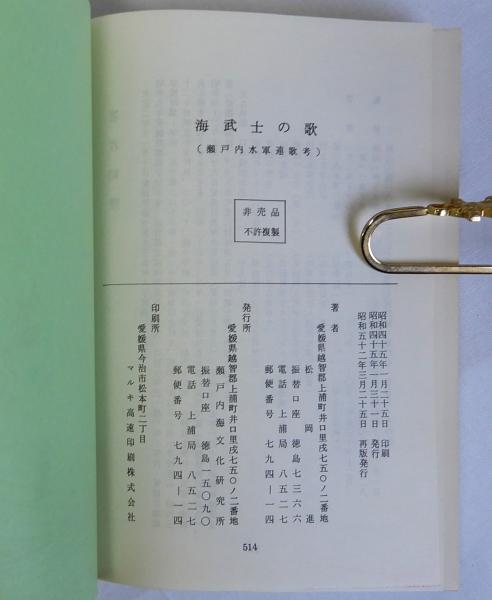 海武士の歌
(瀬戸内水軍連歌考)
非売品
不許複製
昭和四十五年一月二十五日 印刷
昭和四十五年一月三十一日 発行
昭和五十二年三月二十五日 再版発行
著者
愛媛県越智郡上浦町井口里戌七五〇ノ二番地
松岡進
振替口座 徳島七三六六
電話 上浦局 八五二七
郵便番号 七九四―一四
発行所
愛媛県越智郡上浦町井口里戌七五〇ノ二番地
瀬戸内海文化研究所
振替口座 徳島一五〇九〇
電話 上浦局 八五二七
郵便番号 七九四―一四
印刷所
愛媛県今治市松本町二丁目
マルキ高速印刷株式会社
514